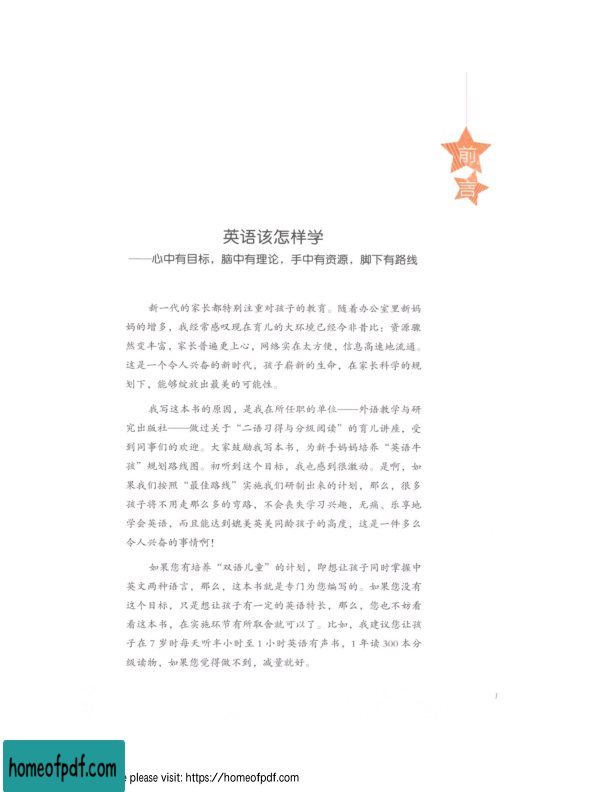 前
言
英语该怎样学
——心中有目标，脑中有理论，手中有资源，脚下有路线
新一代的家长都特别注重对孩子的教育。随着办公室里新妈
妈的增多，我经常感叹现在育儿的大环境已经今非昔比：资源骤
然变丰富，家长普遍更上心，网络实在太方便，信息高速地流通。
这是一个令人兴奋的新时代，孩子崭新的生命，在家长科学的规
划下，能够绽放出最美的可能性。
我写这本书的原因，是我在所任职的单位——外语教学与研
究出版社——做过关于“二语习得与分级阅读”的育儿讲座，受
到同事们的欢迎。大家鼓励我写本书，为新手妈妈培养“英语牛
孩”规划路线图。初听到这个目标，我也感到很激动。是啊，如
果我们按照“最佳路线”实施我们研制出来的计划，那么，很多
孩子将不用走那么多的弯路，不会丧失学习兴趣，无痛、乐享地
学会英语，而且能达到媲美英美同龄孩子的高度，这是一件多么
令人兴奋的事情啊！
如果您有培养“双语儿童”的计划，即想让孩子同时掌握中
英文两种语言，那么，这本书就是专门为您编写的。如果您没有
这个目标，只是想让孩子有一定的英语特长，那么，您也不妨看
看这本书，在实施环节有所取舍就可以了。比如，我建议您让孩
子在7岁时每天听半小时至1小时英语有声书，1年读300本分
级读物，如果您觉得做不到，减量就好。
homeofpdf.com
please visit: https://homeofpdf.com